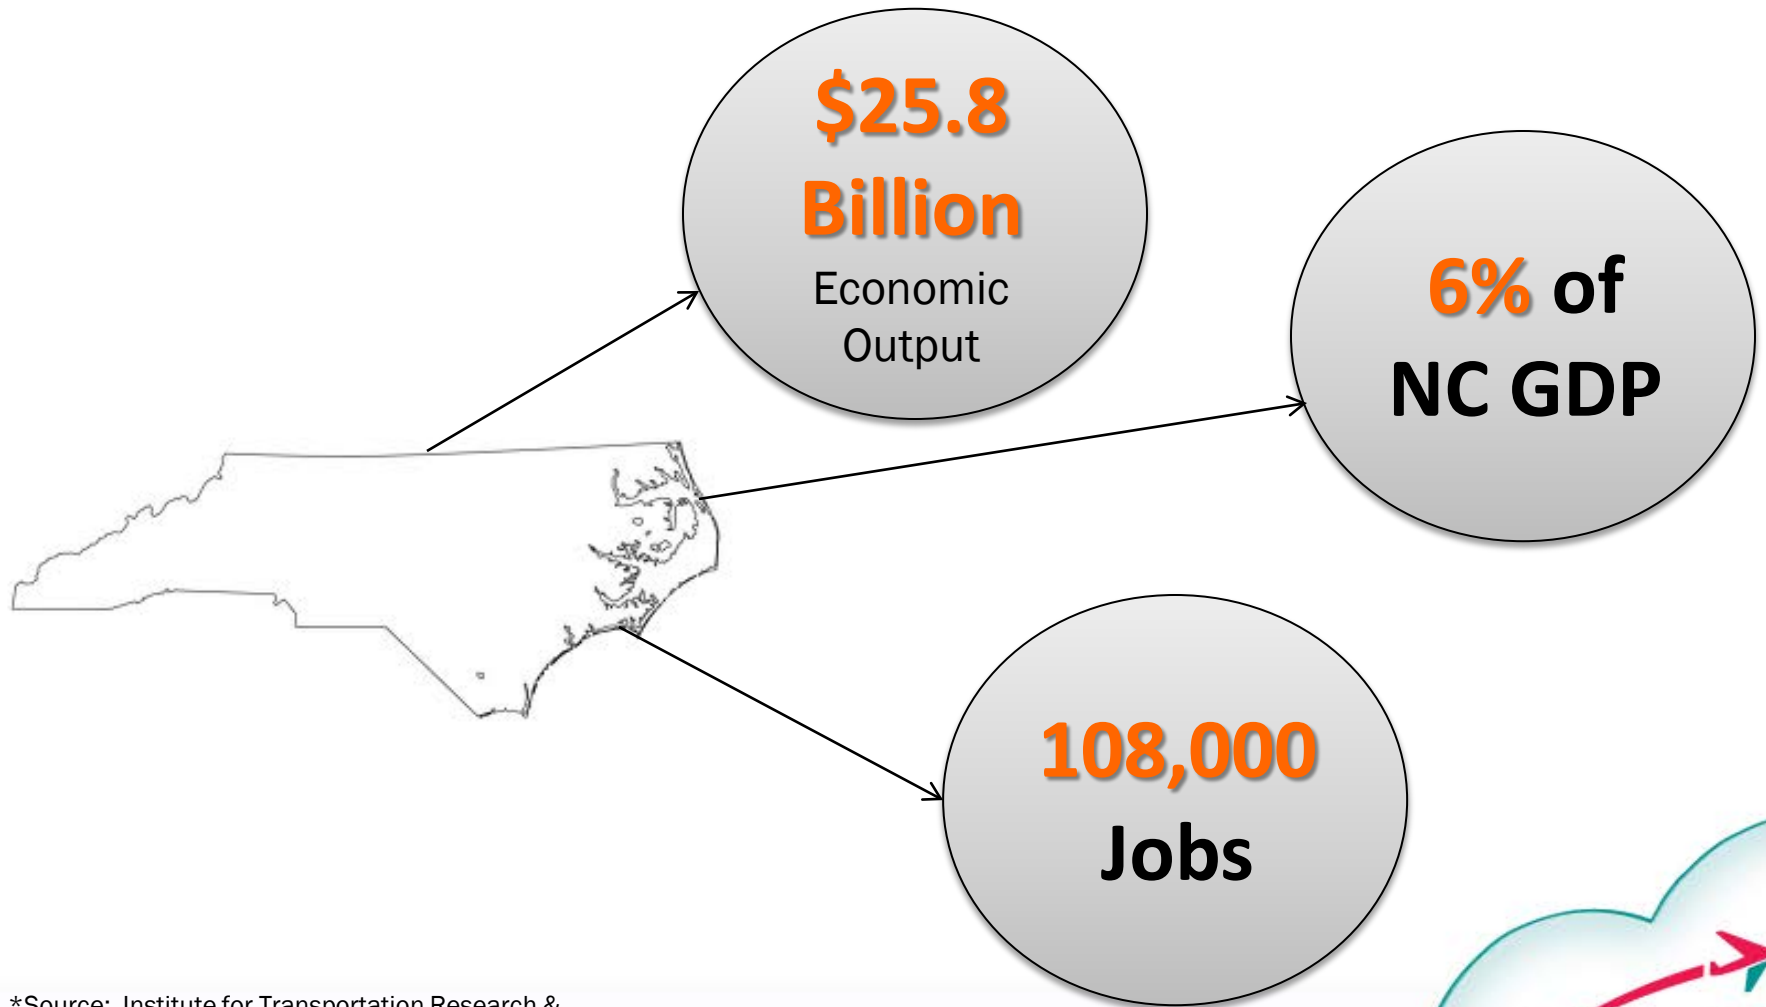 $25.8
Billion
Economic
Output
6% of
NC GDP
108,000
Jobs
*Source: Institute for Transportation Research &